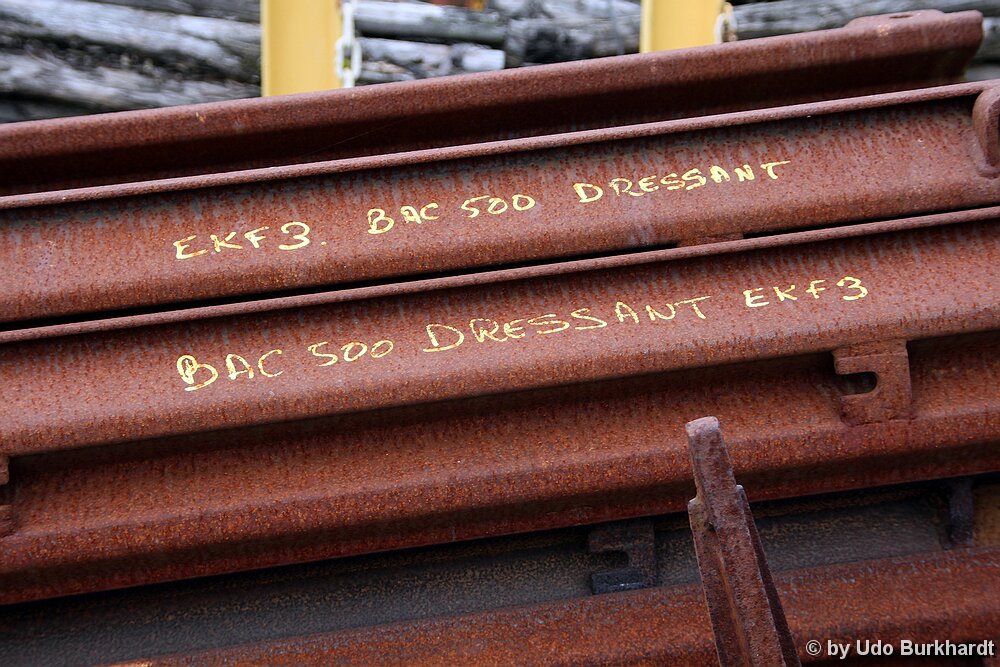 EKF3. BAC 500 DRESSANT
BAC 500 DRESSANT EKF3
© by Udo Burkhardt